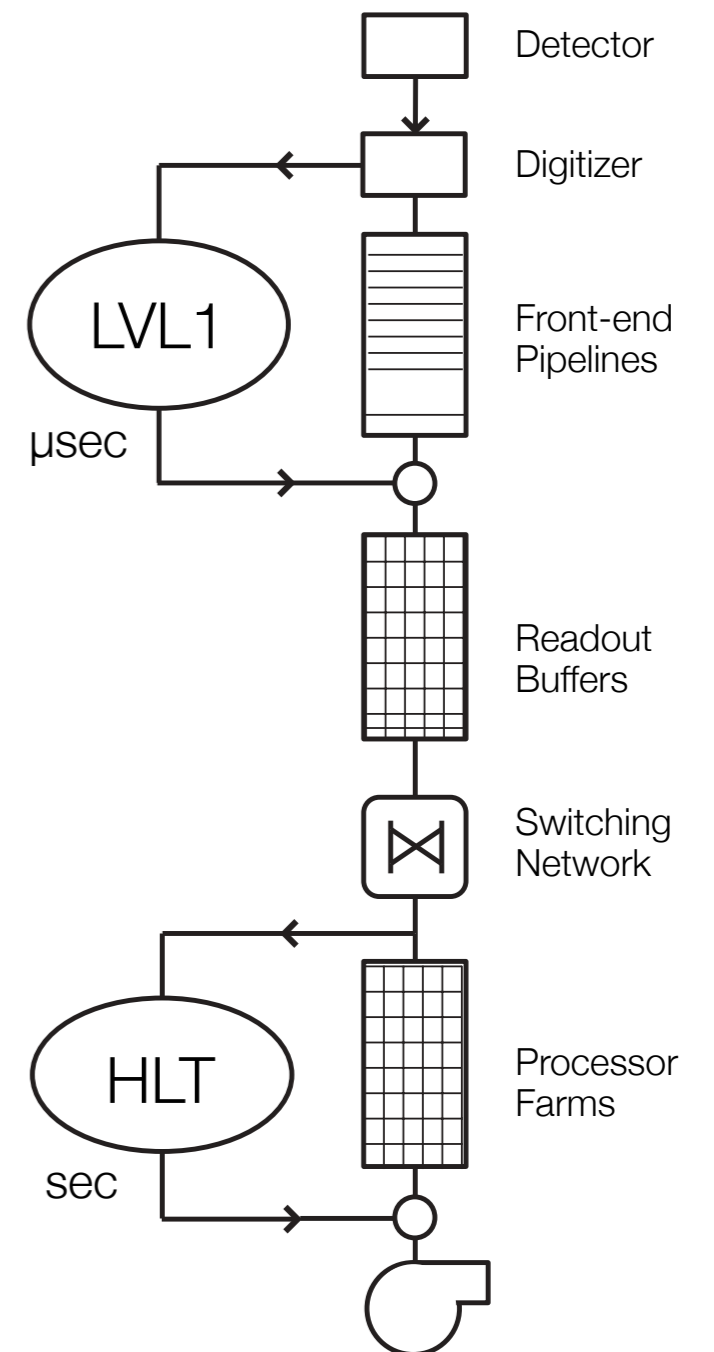 Detector
Digitizer
LVL1
Front-end
Pipelines
μsec
Readout
Buffers
Switching
Network
HLT
Processor
Farms
sec